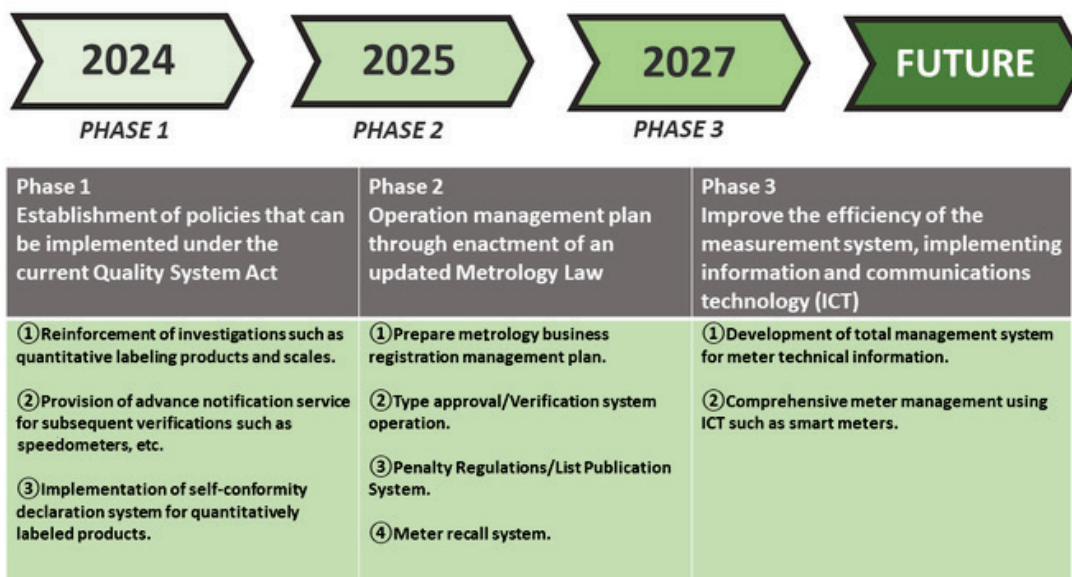 2024
2025
2027
FUTURE
PHASE 1
PHASE 2
PHASE 3
Phase 1
Establishment of policies that can
be implemented under the
current Quality System Act
Phase 2
Operation management plan
through enactment of an
updated Metrology Law
Phase 3
Improve the efficiency of the
measurement system, implementing
information and communications
technology (ICT)
①Reinforcement of investigations such as
quantitative labeling products and scales.
②Provision of advance notification service
for subsequent verifications such as
speedometers, etc.
③Implementation of self-conformity
declaration system for quantitatively
labeled products.
①Prepare metrology business
registration management plan.
②Type approval/Verification system
operation.
③Penalty Regulations/List Publication
System.
④Meter recall system.
①Development of total management system
for meter technical information.
②Comprehensive meter management using
ICT such as smart meters.